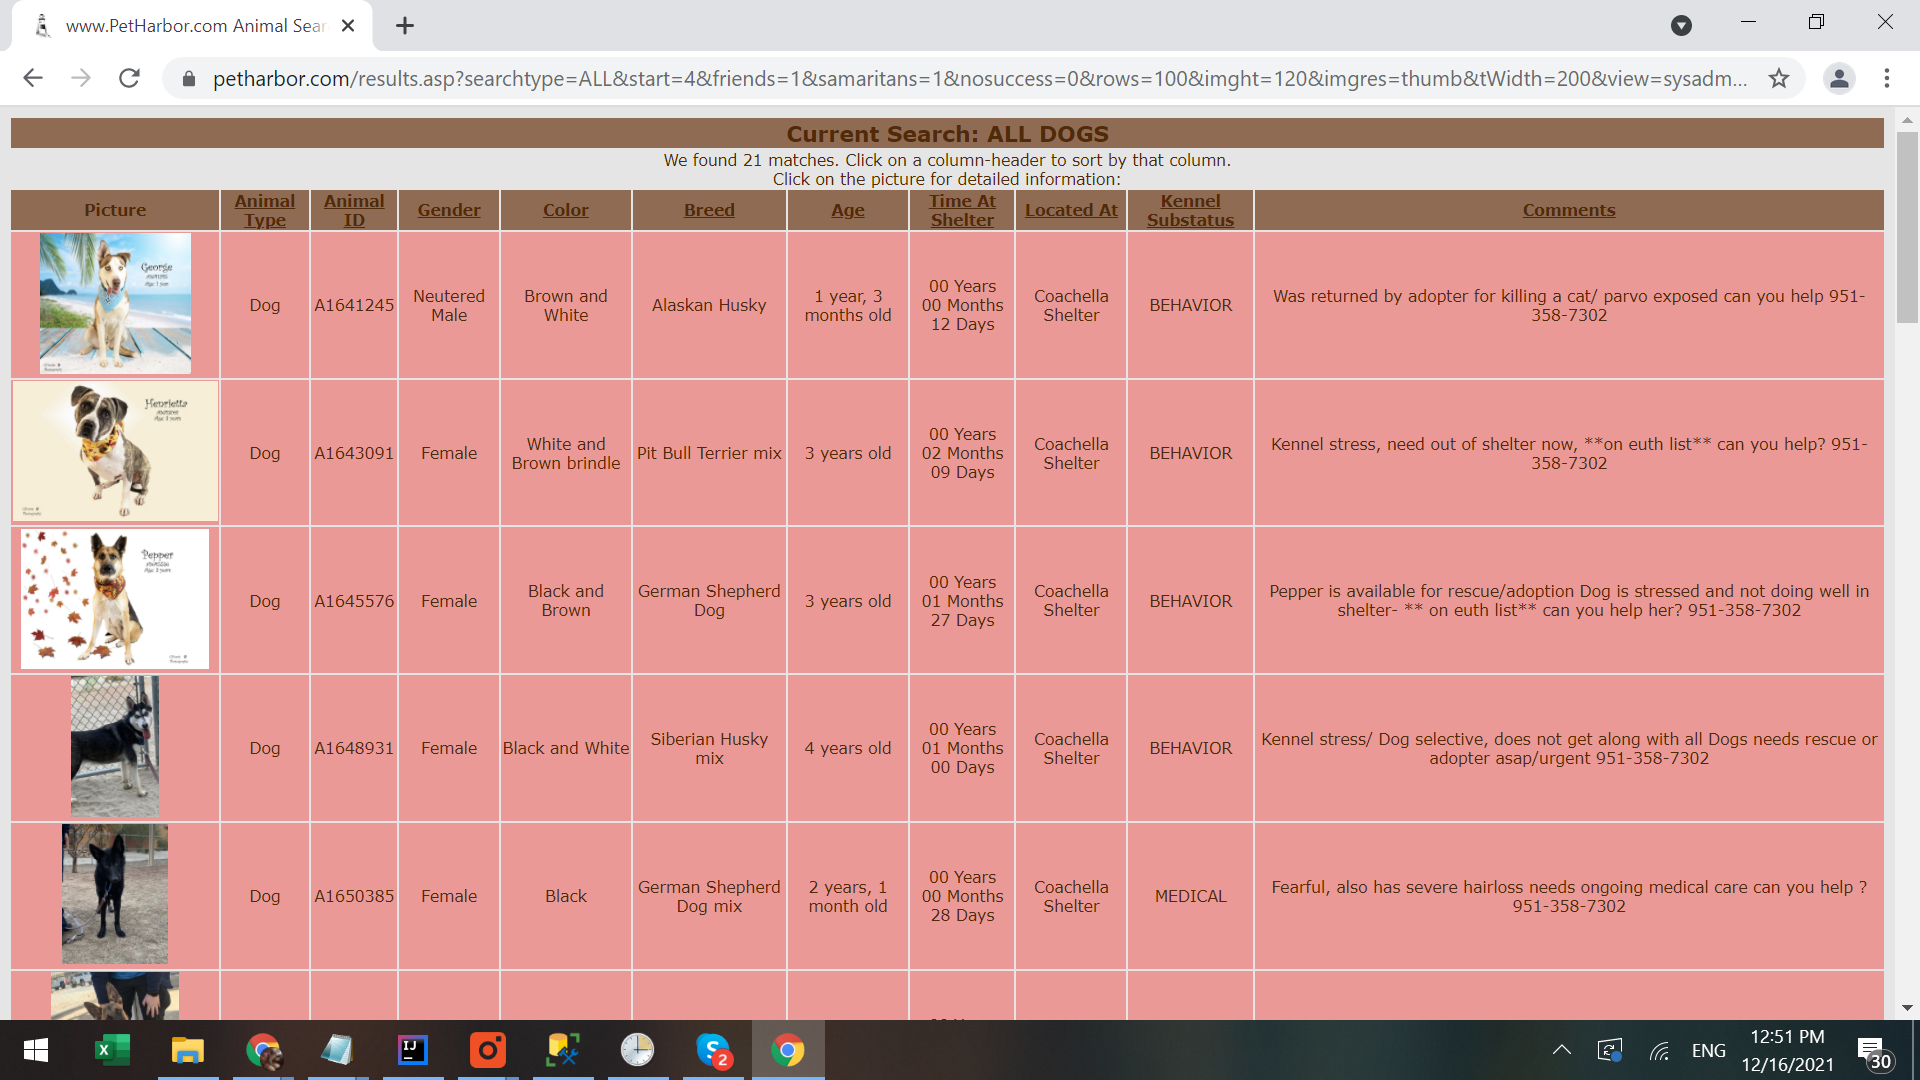 www.PetHarbor.com Animal Sear
petharbor.com/results.asp?searchtype=ALL&start=4&friends=1&samaritans=1&nosuccess=0&rows=100&imght=120&imgres=thumb&tWidth=200&view=sysadm...
Current Search: ALL DOGS
We found 21 matches. Click on a column-header to sort by that column.
Click on the picture for detailed information:
Picture
Animal
Type
Animal
ID
Gender
Color
Breed
Age
Time At
Shelter
Located At
Kennel
Substatus
Comments
George
Dog
A1641245
Neutered
Male
Brown and
White
Alaskan Husky
1 year, 3
months old
00 Years
00 Months
12 Days
Coachella
Shelter
BEHAVIOR
Was returned by adopter for killing a cat/ parvo exposed can you help 951-
358-7302
Henrietta
Dog
A1643091
Female
White and
Brown brindle
Pit Bull Terrier mix
3 years old
00 Years
02 Months
09 Days
Coachella
Shelter
BEHAVIOR
Kennel stress, need out of shelter now, **on euth list** can you help? 951-
358-7302
Pepper
Dog
A1645576
Female
Black and
Brown
German Shepherd
Dog
3 years old
00 Years
01 Months
27 Days
Coachella
Shelter
BEHAVIOR
Pepper is available for rescue/adoption Dog is stressed and not doing well in
shelter- ** on euth list** can you help her? 951-358-7302
Dog
A1648931
Female
Black and White
Siberian Husky
mix
4 years old
00 Years
01 Months
00 Days
Coachella
Shelter
BEHAVIOR
Kennel stress/ Dog selective, does not get along with all Dogs needs rescue or
adopter asap/urgent 951-358-7302
Dog
A1650385
Female
Black
German Shepherd
Dog mix
2 years, 1
month old
00 Years
00 Months
28 Days
Coachella
Shelter
MEDICAL
Fearful, also has severe hairloss needs ongoing medical care can you help ?
951-358-7302
IJ
S
2
ENG
12:51 PM
12/16/2021
30